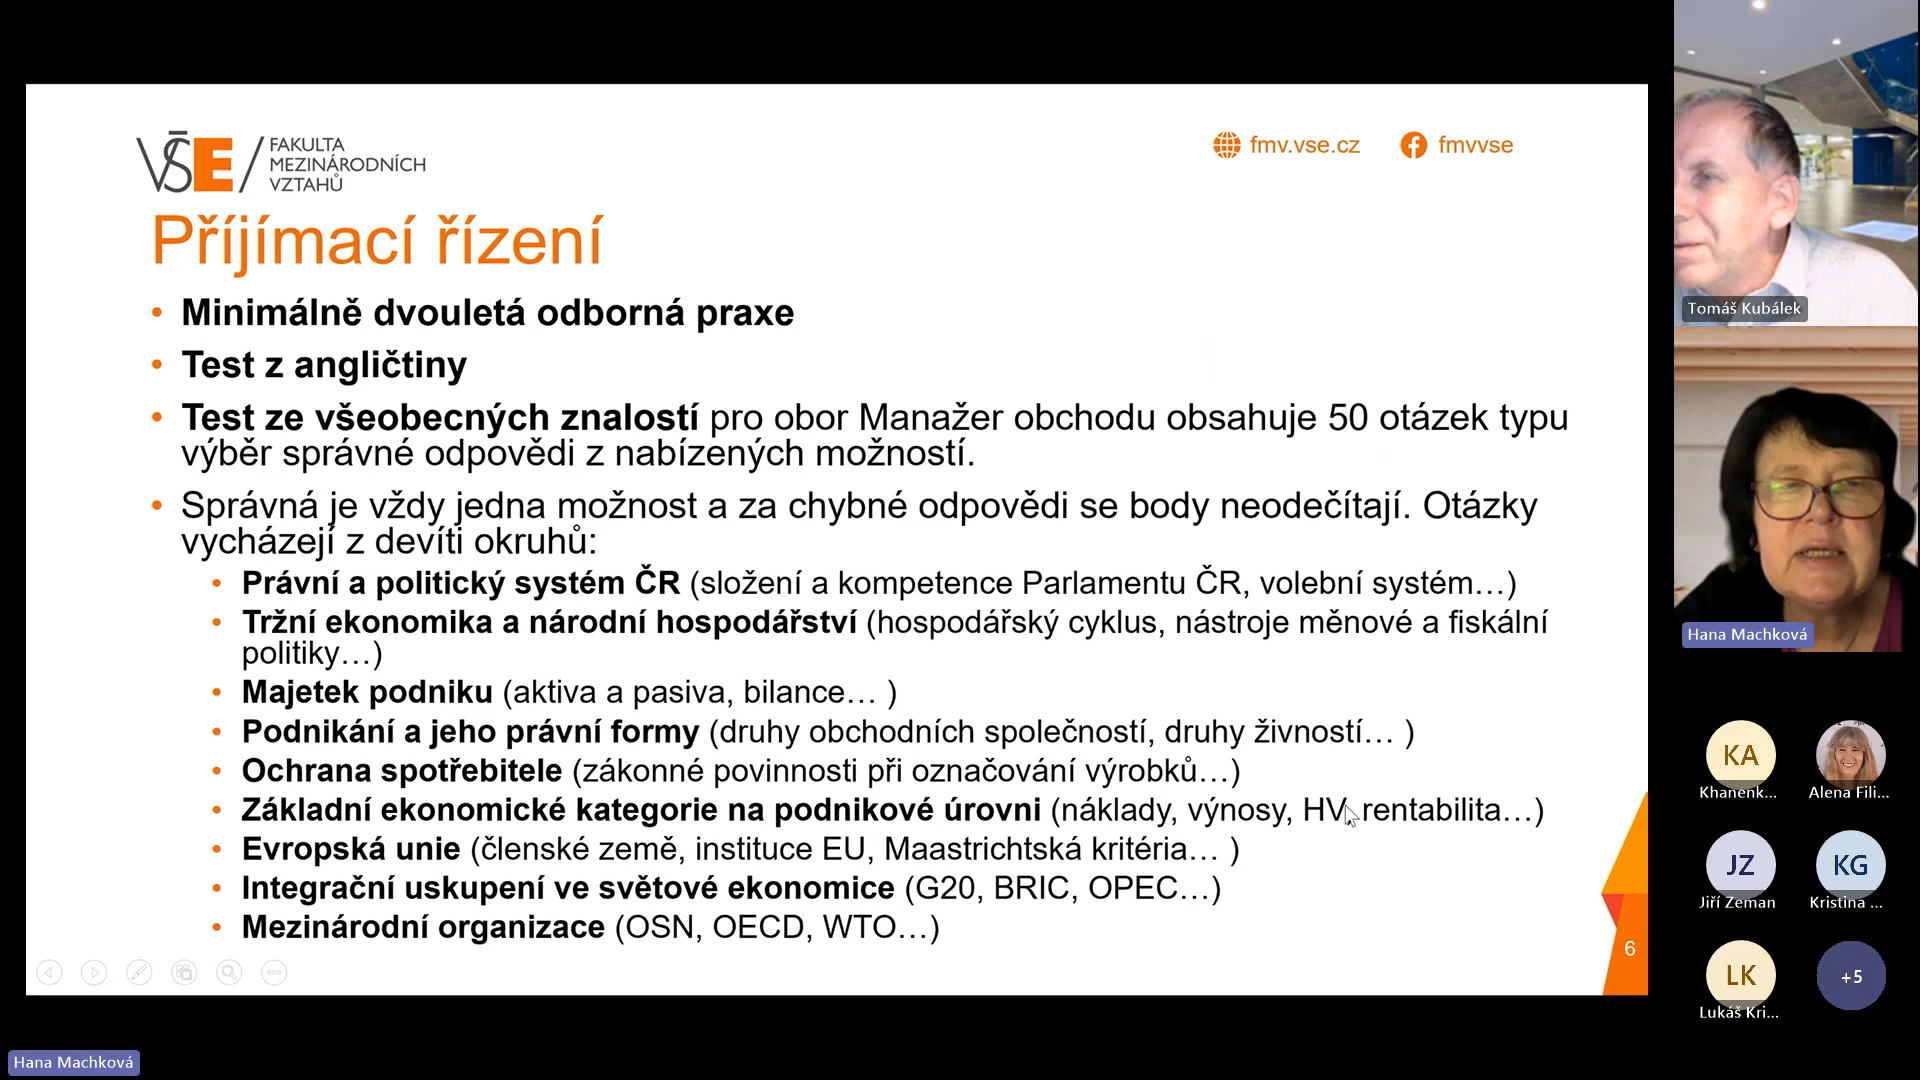 VŠE / FAKULTA
MEZINÁRODNÍCH
VZTAHŮ
fmv.vse.cz
fmvvse
Příjímací řízení
• Minimálně dvouletá odborná praxe
• Test z angličtiny
• Test ze všeobecných znalostí pro obor Manažer obchodu obsahuje 50 otázek typu
výběr správné odpovědi z nabízených možností.
• Správná je vždy jedna možnost a za chybné odpovědi se body neodečítají. Otázky
vycházejí z devíti okruhů:
• Právní a politický systém ČR (složení a kompetence Parlamentu ČR, volební systém…)
• Tržní ekonomika a národní hospodářství (hospodářský cyklus, nástroje měnové a fiskální
politiky…)
• Majetek podniku (aktiva a pasiva, bilance… )
• Podnikání a jeho právní formy (druhy obchodních společností, druhy živností… )
• Ochrana spotřebitele (zákonné povinnosti při označování výrobků…)
• Základní ekonomické kategorie na podnikové úrovni (náklady, výnosy, HV, rentabilita…)
• Evropská unie (členské země, instituce EU, Maastrichtská kritéria… )
• Integrační uskupení ve světové ekonomice (G20, BRIC, OPEC…)
• Mezinárodní organizace (OSN, OECD, WTO…)
6
Tomáš Kubálek
Hana Machková
KA
Khanenk...
Alena Fili...
JZ
Jiří Zeman
KG
Kristina ...
LK
Lukáš Kri...
+5
Hana Machková